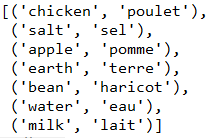 [('chicken', 'poulet'),
('salt', 'sel'),
('apple', 'pomme'),
('earth', 'terre'),
('bean', 'haricot'),
('water', 'eau'),
('milk', 'lait')]